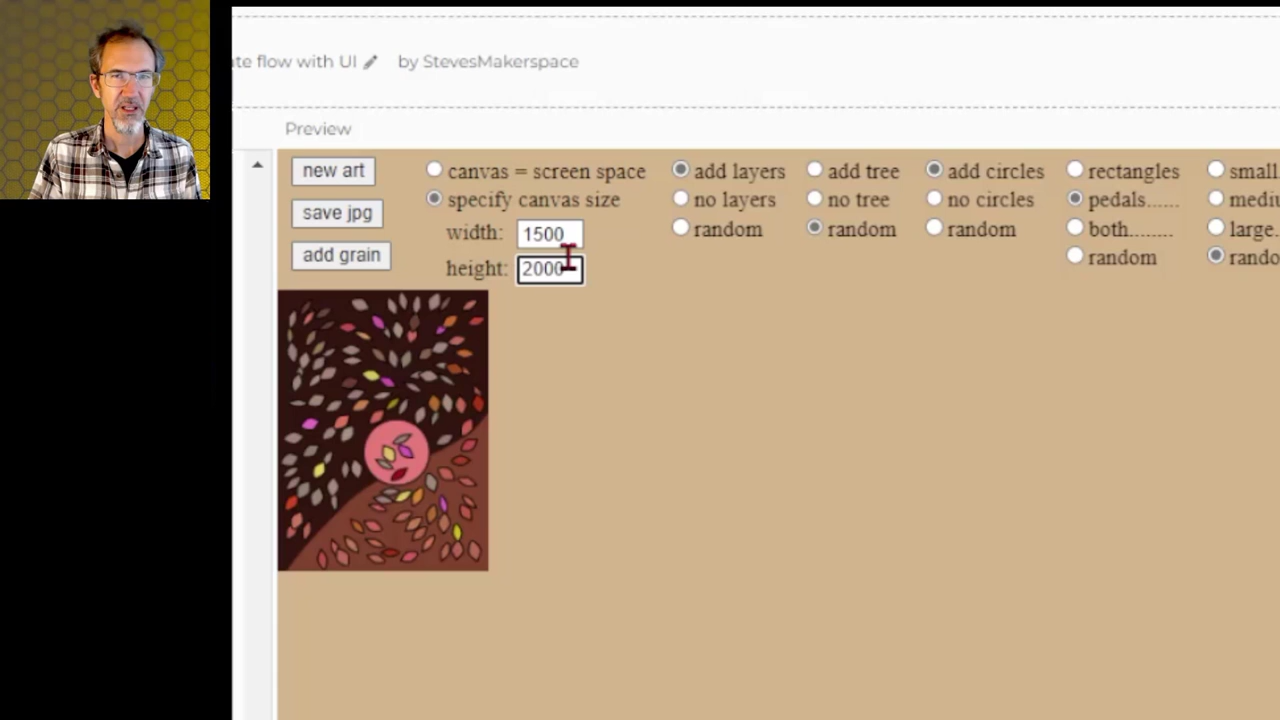 te flow with UI by StevesMakerspace
Preview
new art
save jpg
add grain
canvas = screen space
specify canvas size
width: 1500
height: 2000
add layers
no layers
random
add tree
no tree
random
add circles
no circles
random
rectangles
pedals......
both........
random
small.
mediu
large.
rando